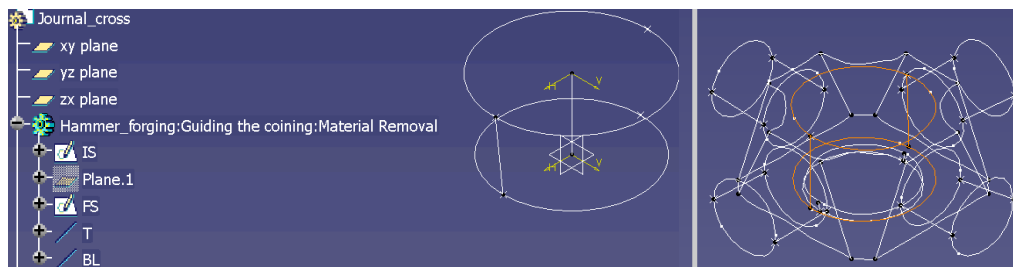 Journal_cross
xy plane
yz plane
zx plane
Hammer_forging:Guiding the coining:Material Removal
IS
Plane.1
FS
T
BL
H V
H V